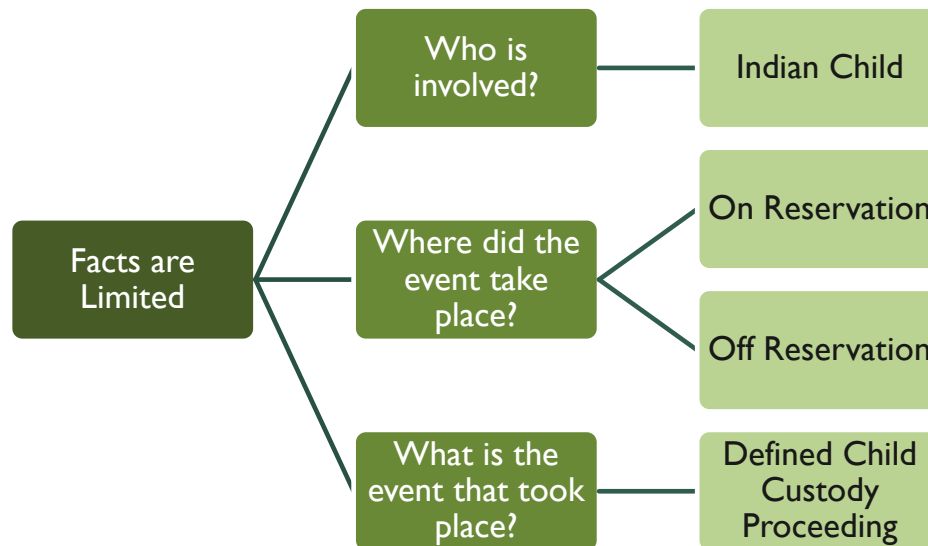 Facts are
Limited
Who is
involved?
Indian Child
Where did the
event take
place?
On Reservation
Off Reservation
What is the
event that took
place?
Defined Child
Custody
Proceeding